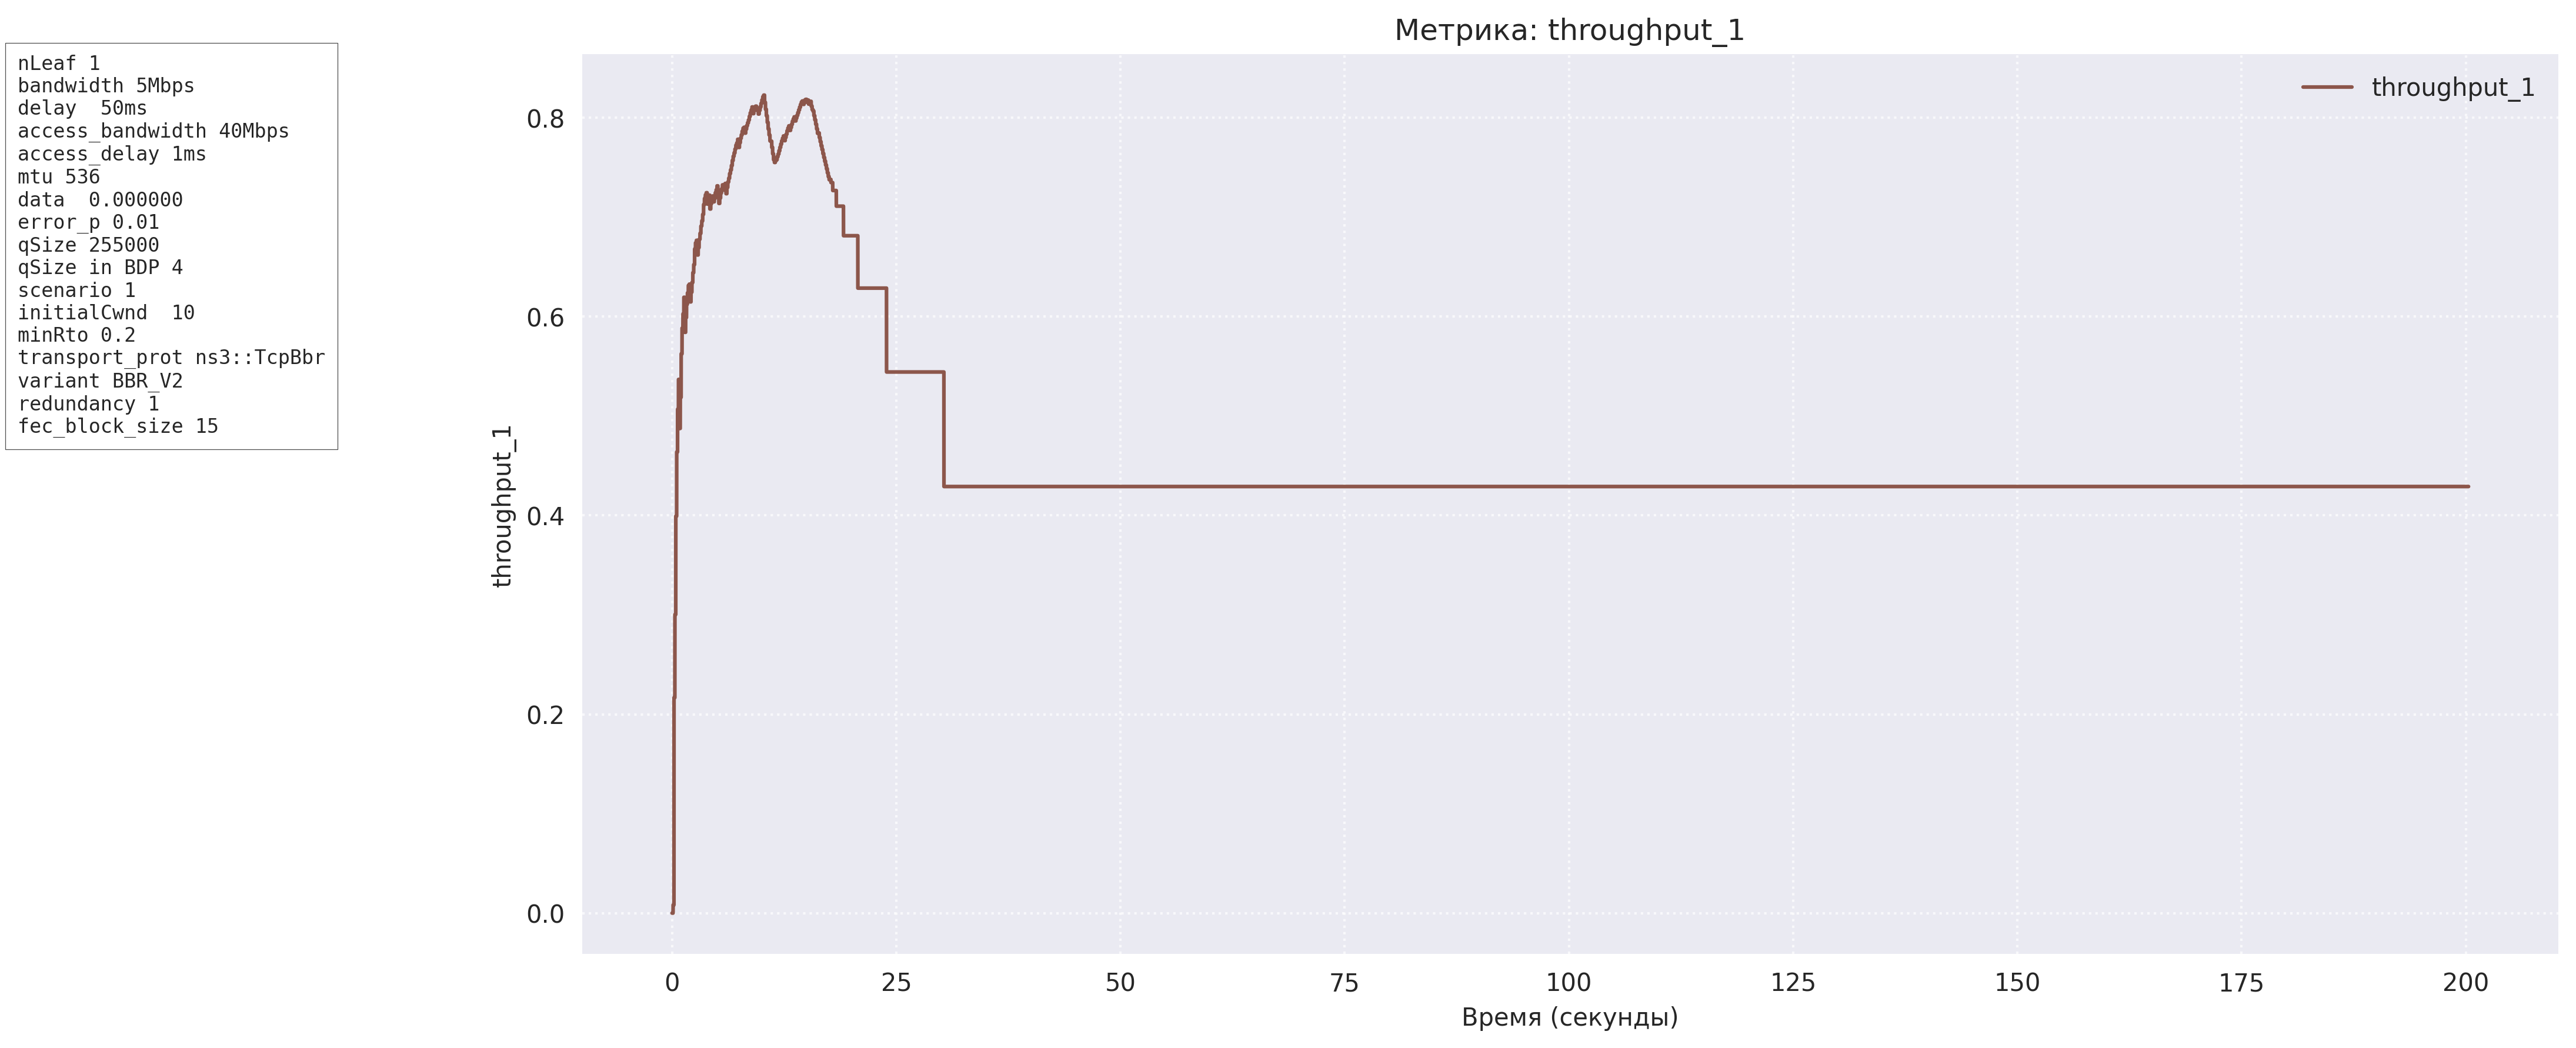 Метрика: throughput_1
nLeaf 1
bandwidth 5Mbps
delay  50ms
access_bandwidth 40Mbps
access_delay 1ms
mtu 536
data  0.000000
error_p 0.01
qSize 255000
qSize in BDP 4
scenario 1
initialCwnd  10
minRto 0.2
transport_prot ns3::TcpBbr
variant BBR_V2
redundancy 1
fec_block_size 15
throughput_1
throughput_1
0.8
0.6
0.4
0.2
0.0
0 25 50 75 100 125 150 175 200
Время (секунды)